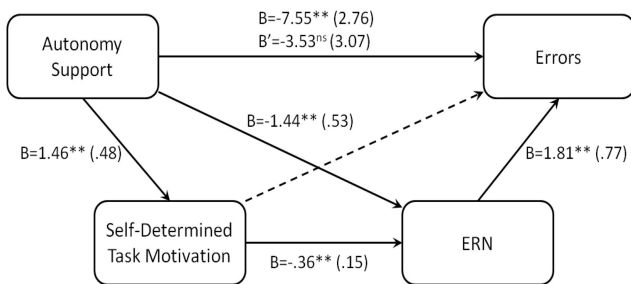 B=-7.55** (2.76)
B’=-3.53ns (3.07)
Autonomy
Support
Errors
B=-1.44** (.53)
B=1.46** (.48)
B=1.81** (.77)
Self-Determined
Task Motivation
ERN
B=-.36** (.15)